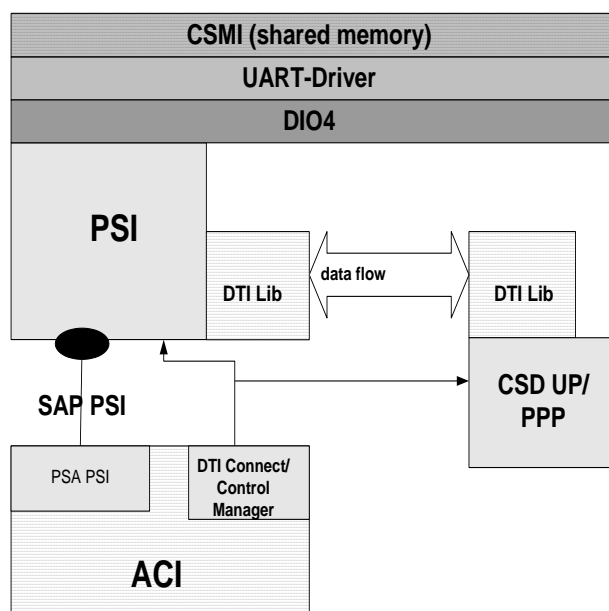 CSMI (shared memory)
UART-Driver
DIO4
PSI
DTI Lib
data flow
DTI Lib
CSD UP/
PPP
SAP PSI
PSA PSI
DTI Connect/
Control
Manager
ACI